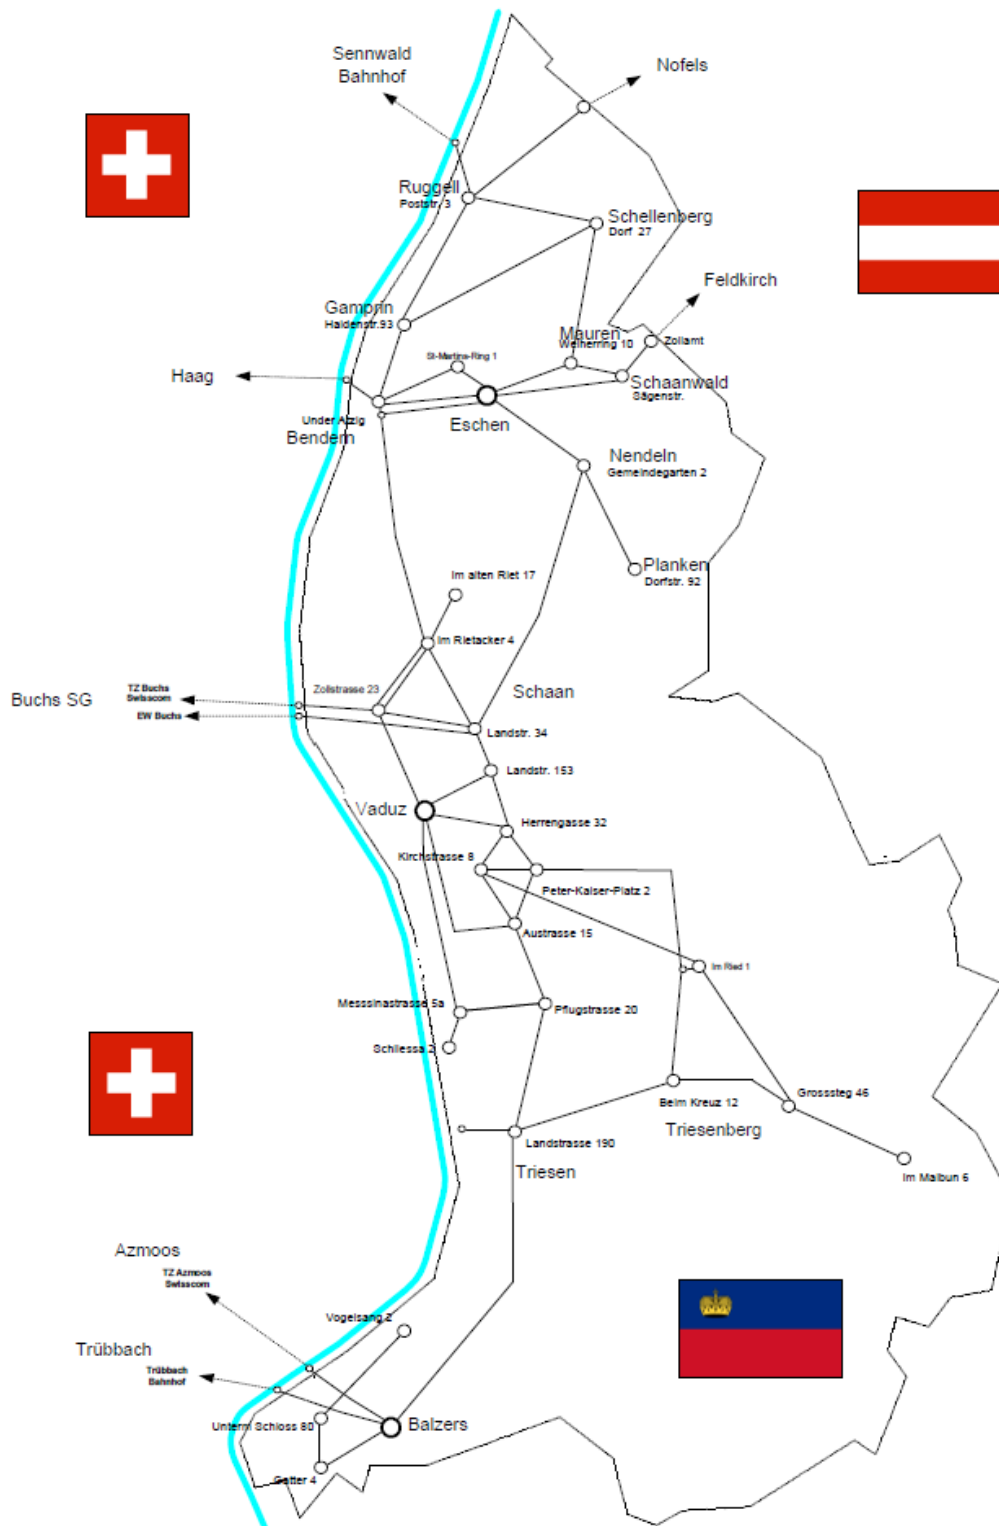 Sennwald
Bahnhof
Nofels
Ruggell
Poststr. 3
Schellenberg
Dorf 27
Feldkirch
Gamprin
Haldenstr.93
Mauren
Weiherring 10
Zollamt
St-Martins-Ring 1
Haag
Schaanwald
Sägenstr.
Under Atzig
Bendern
Eschen
Nendeln
Gemeindegarten 2
Planken
Dorfstr. 92
Im alten Riet 17
Im Rietacker 4
TZ Buchs
Swisscom
Buchs SG
EW Buchs
Zollstrasse 23
Schaan
Landstr. 34
Landstr. 153
Vaduz
Herrengasse 32
Kirchstrasse 8
Peter-Kaiser-Platz 2
Austrasse 15
Im Ried 1
Messinastrasse 5a
Pflugstrasse 20
Schliessa 2
Beim Kreuz 12
Grosssteg 46
Triesenberg
Landstrasse 190
Triesen
Im Malbun 6
Azmoos
TZ Azmoos
Swisscom
Vogelsang 2
Trübbach
Trübbach
Bahnhof
Unterm Schloss 80
Balzers
Gatter 4